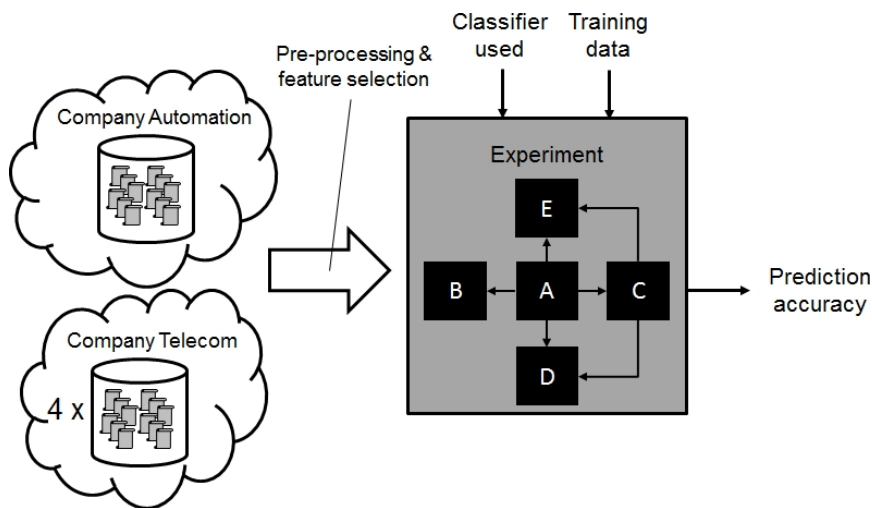 Classifier
used
Training
data
Pre-processing &
feature selection
Company Automation
Experiment
E
B
A
C
D
Prediction
accuracy
Company Telecom
4 x